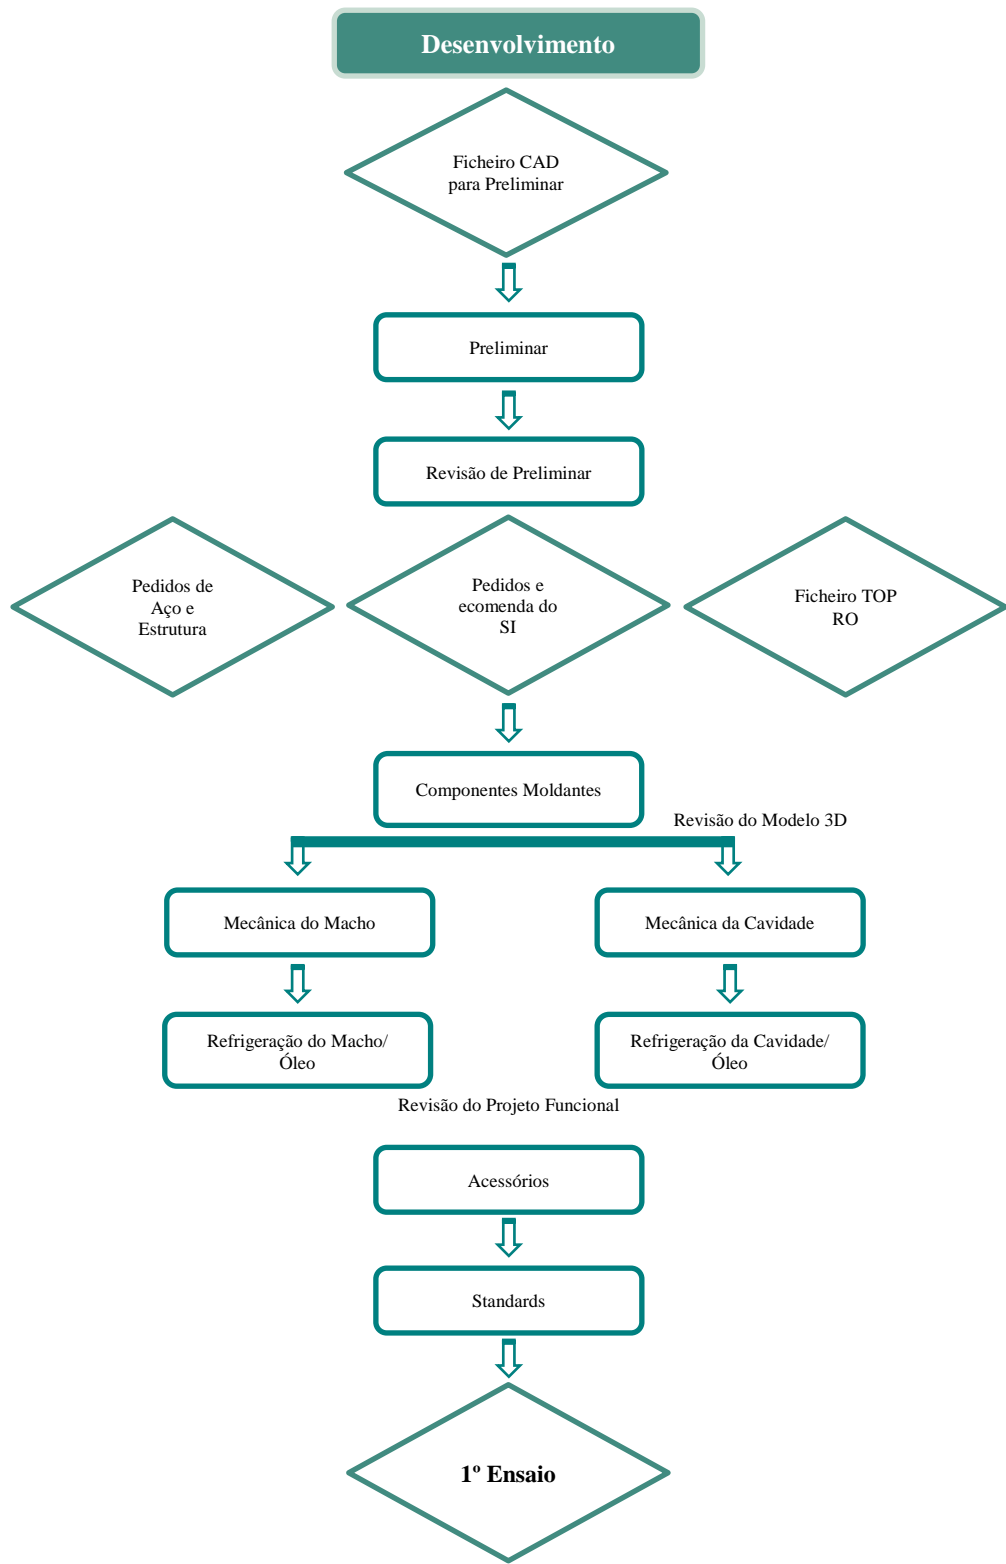 Desenvolvimento
Ficheiro CAD
para Preliminar
Preliminar
Revisão de Preliminar
Pedidos de
Aço e
Estrutura
Pedidos e
ecomenda do
SI
Ficheiro TOP
RO
Componentes Moldantes
Revisão do Modelo 3D
Mecânica do Macho
Mecânica da Cavidade
Refrigeração do Macho/
Óleo
Refrigeração da Cavidade/
Óleo
Revisão do Projeto Funcional
Acessórios
Standards
1º Ensaio